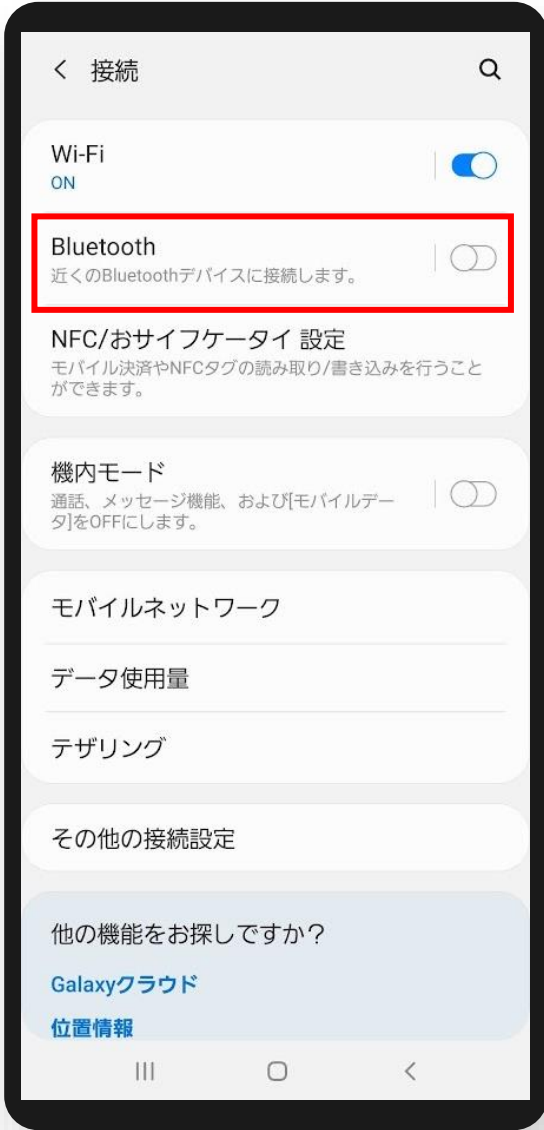 接続
Wi-Fi
ON
Bluetooth
近くのBluetoothデバイスに接続します。
NFC/おサイフケータイ 設定
モバイル決済やNFCタグの読み取り/書き込みを行うこと
ができます。
機内モード
通話、メッセージ機能、および[モバイルデー
タ]をOFFにします。
モバイルネットワーク
データ使用量
テザリング
その他の接続設定
他の機能をお探しですか？
Galaxyクラウド
位置情報